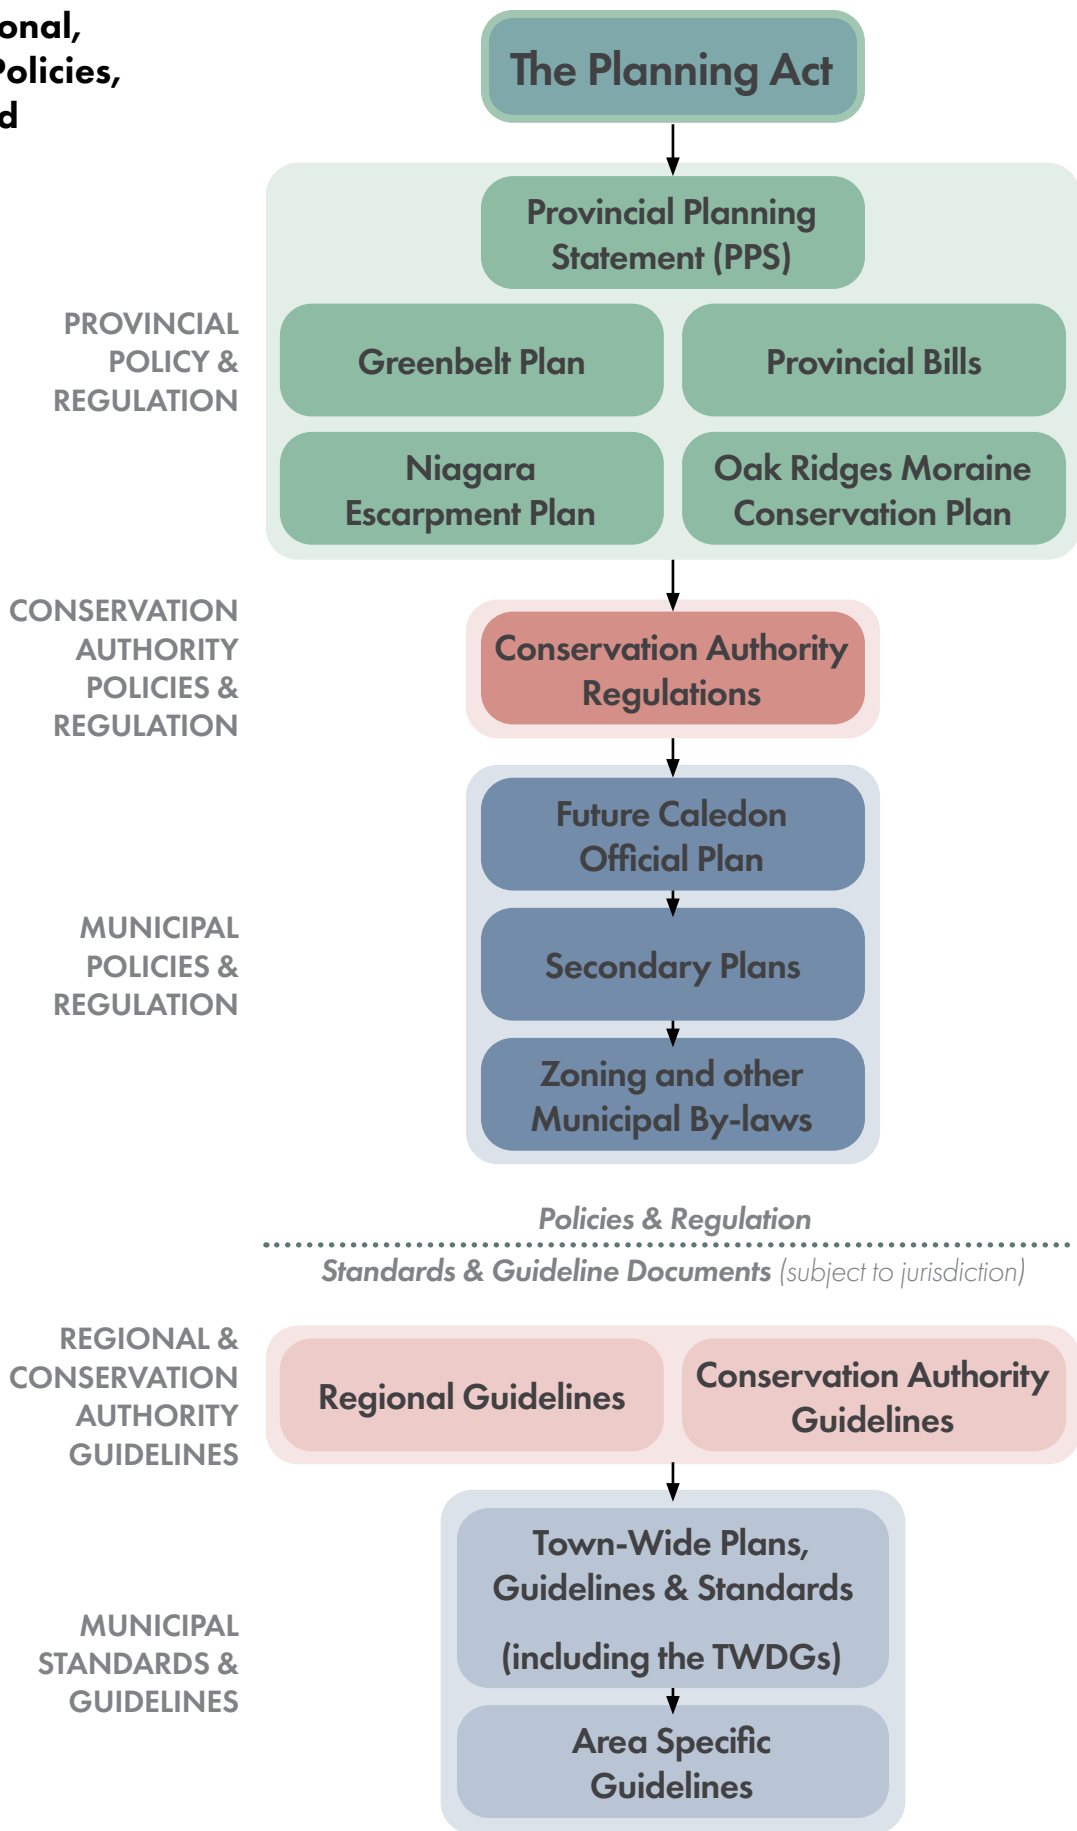 onal,
Policies,
d
The Planning Act
Provincial Planning
Statement (PPS)
PROVINCIAL
POLICY &
REGULATION
Greenbelt Plan
Provincial Bills
Niagara
Escarpment Plan
Oak Ridges Moraine
Conservation Plan
CONSERVATION
AUTHORITY
POLICIES &
REGULATION
Conservation Authority
Regulations
MUNICIPAL
POLICIES &
REGULATION
Future Caledon
Official Plan
Secondary Plans
Zoning and other
Municipal By-laws
Policies & Regulation
Standards & Guideline Documents (subject to jurisdiction)
REGIONAL &
CONSERVATION
AUTHORITY
GUIDELINES
Regional Guidelines
Conservation Authority
Guidelines
MUNICIPAL
STANDARDS &
GUIDELINES
Town-Wide Plans,
Guidelines & Standards
(including the TWDGs)
Area Specific
Guidelines